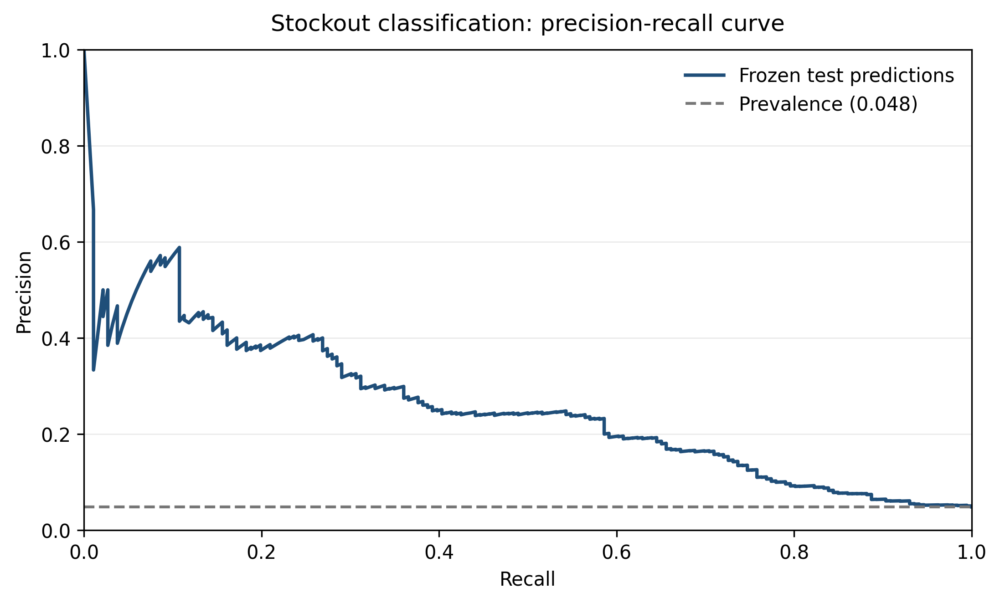 Stockout classification: precision-recall curve
Frozen test predictions
Prevalence (0.048)
Precision
1.0
0.8
0.6
0.4
0.2
0.0
0.0 0.2 0.4 0.6 0.8 1.0
Recall